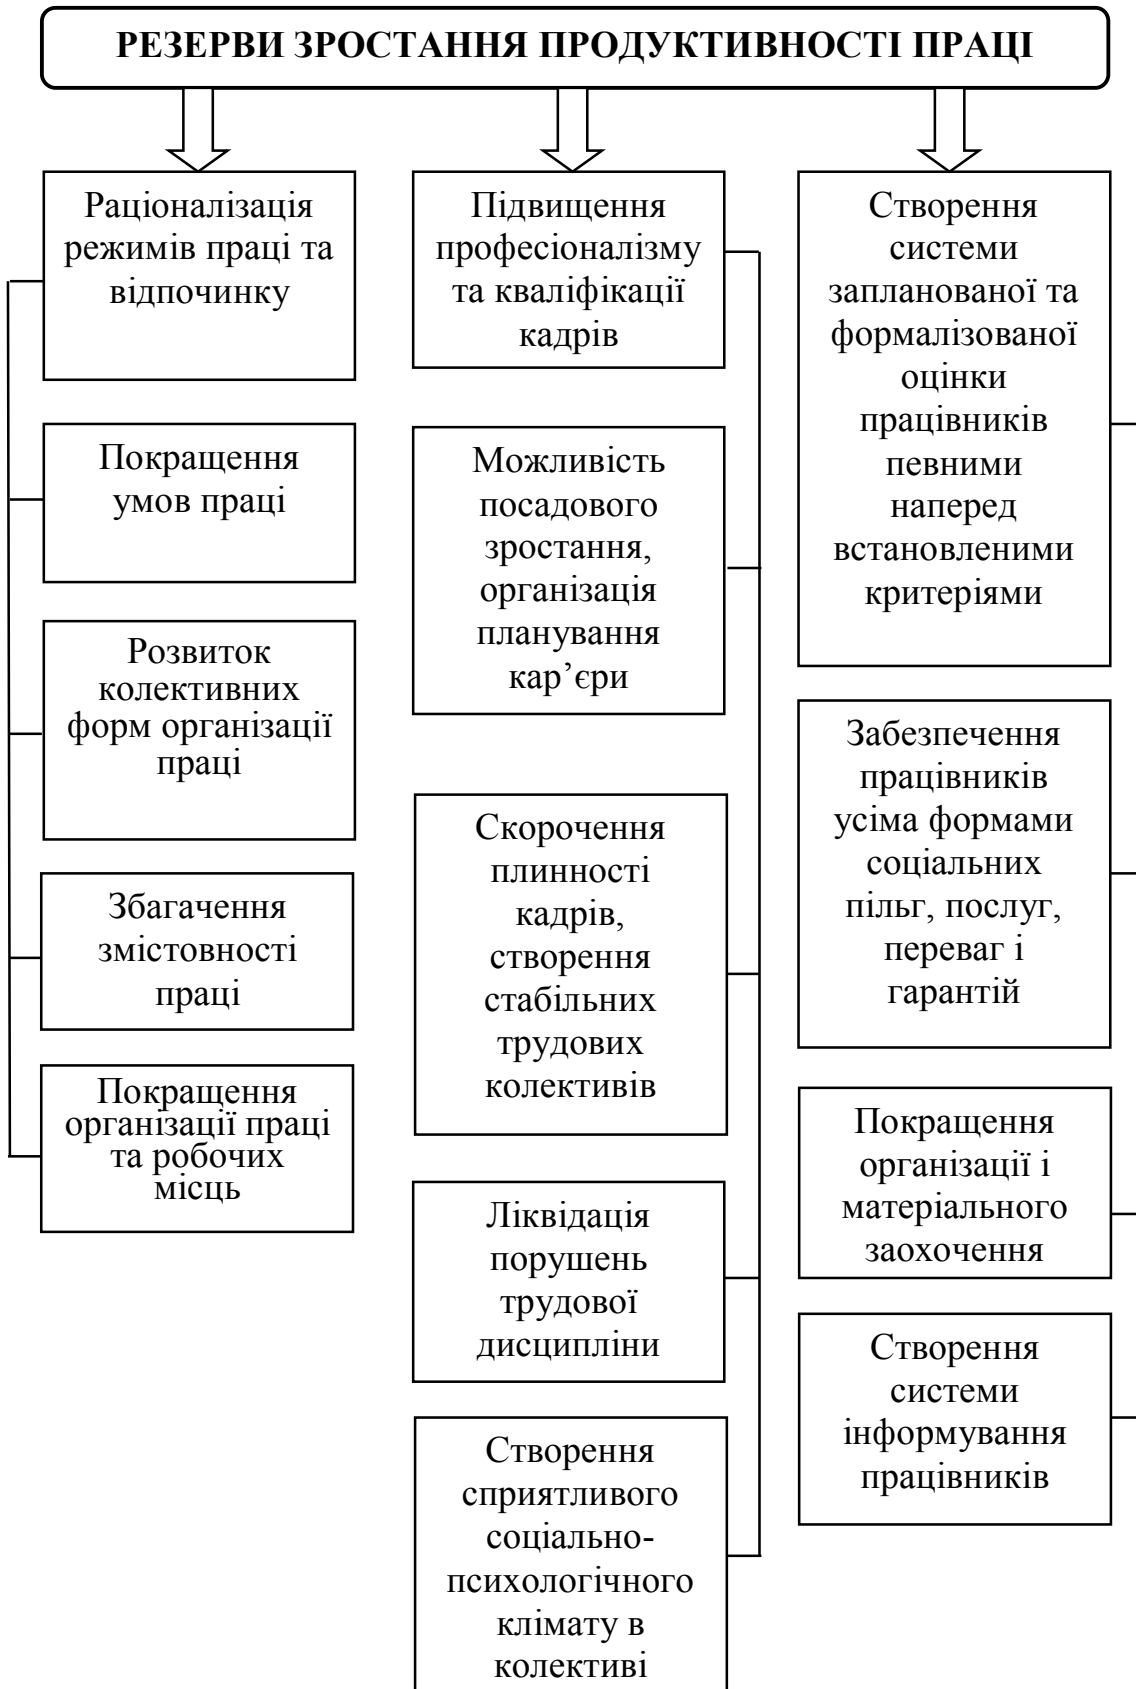 РЕЗЕРВИ ЗРОСТАННЯ ПРОДУКТИВНОСТІ ПРАЦІ
Раціоналізація
режимів праці та
відпочинку
Покращення
умов праці
Розвиток
колективних
форм організації
праці
Збагачення
змістовності
праці
Покращення
організації праці
та робочих
місць
Підвищення
професіоналізму
та кваліфікації
кадрів
Можливість
посадового
зростання,
організація
планування
кар’єри
Скорочення
плинності
кадрів,
створення
стабільних
трудових
колективів
Ліквідація
порушень
трудової
дисципліни
Створення
сприятливого
соціально-
психологічного
клімату в
колективі
Створення
системи
запланованої та
формалізованої
оцінки
працівників
певними
наперед
встановленими
критеріями
Забезпечення
працівників
усіма формами
соціальних
пільг, послуг,
переваг і
гарантій
Покращення
організації і
матеріального
заохочення
Створення
системи
інформування
працівників